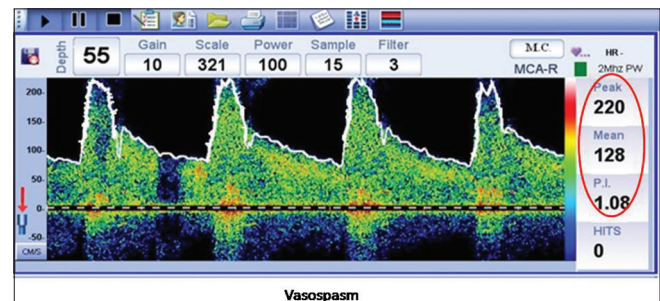 Depth 55 Gain 10 Scale 321 Power 100 Sample 15 Filter 3 M.C. MCA-R HR-
2Mhz PW
200
150
100
50
0
-50
CM/S
Peak
220
Mean
128
P.I.
1.08
HITS
0
Vasospasm